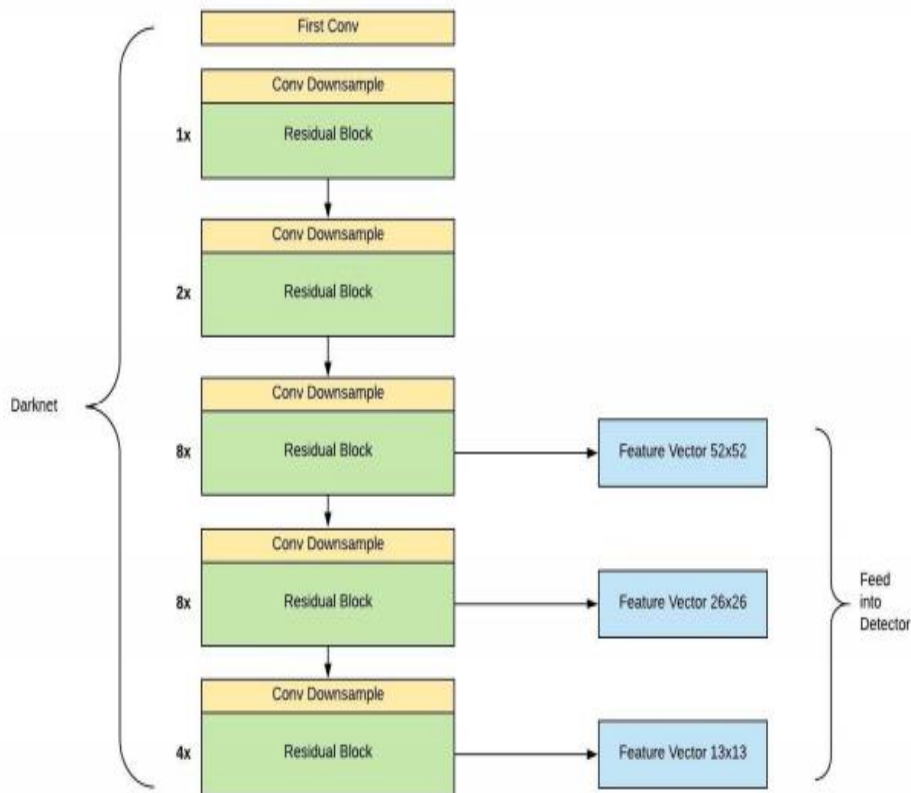 First Conv
Conv Downsample
1x
Residual Block
Conv Downsample
2x
Residual Block
Darknet
Conv Downsample
8x
Residual Block
Feature Vector 52x52
Conv Downsample
8x
Residual Block
Feature Vector 26x26
Feed
into
Detector
Conv Downsample
4x
Residual Block
Feature Vector 13x13